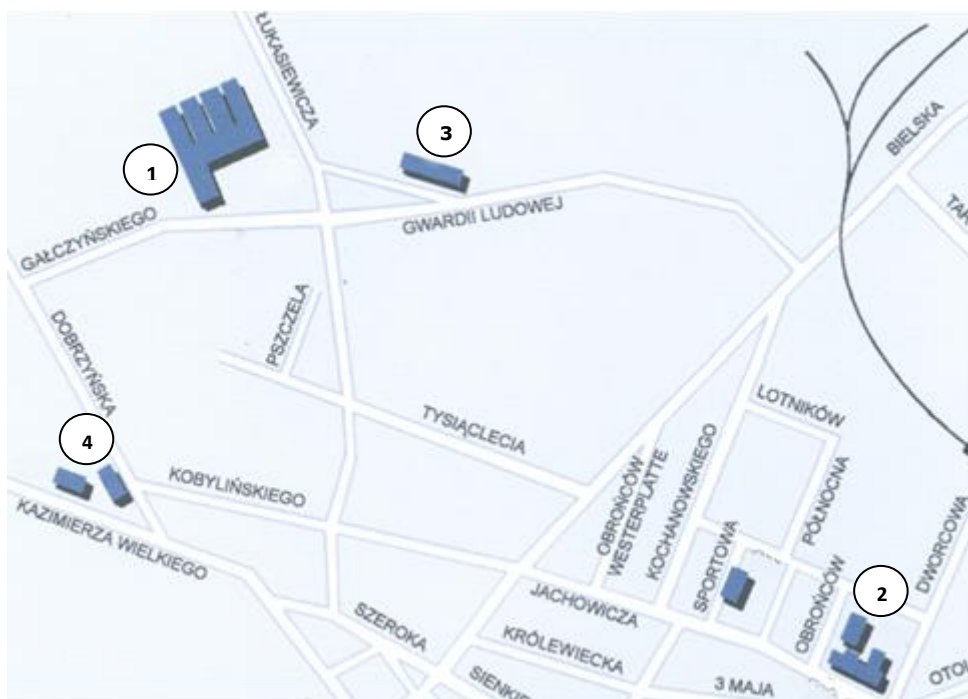 ŁUKASIEWICZA
3
1
BIELSKA
GWARDII LUDOWEJ
GAŁCZYŃSKIEGO
DOBRZYŃSKA
PSZCZELA
LOTNIKÓW
TYSIĄCLECIA
4
KOBYLIŃSKIEGO
KAZIMIERZA WIELKIEGO
OBROŃCÓW
WESTERPLATTE
KOCHANOWSKIEGO
PÓŁNOCNA
SPORTOWA
DWORCOWA
2
JACHOWICZA
OBROŃCÓW
SZEROKA
KRÓLEWIECKA
3 MAJA